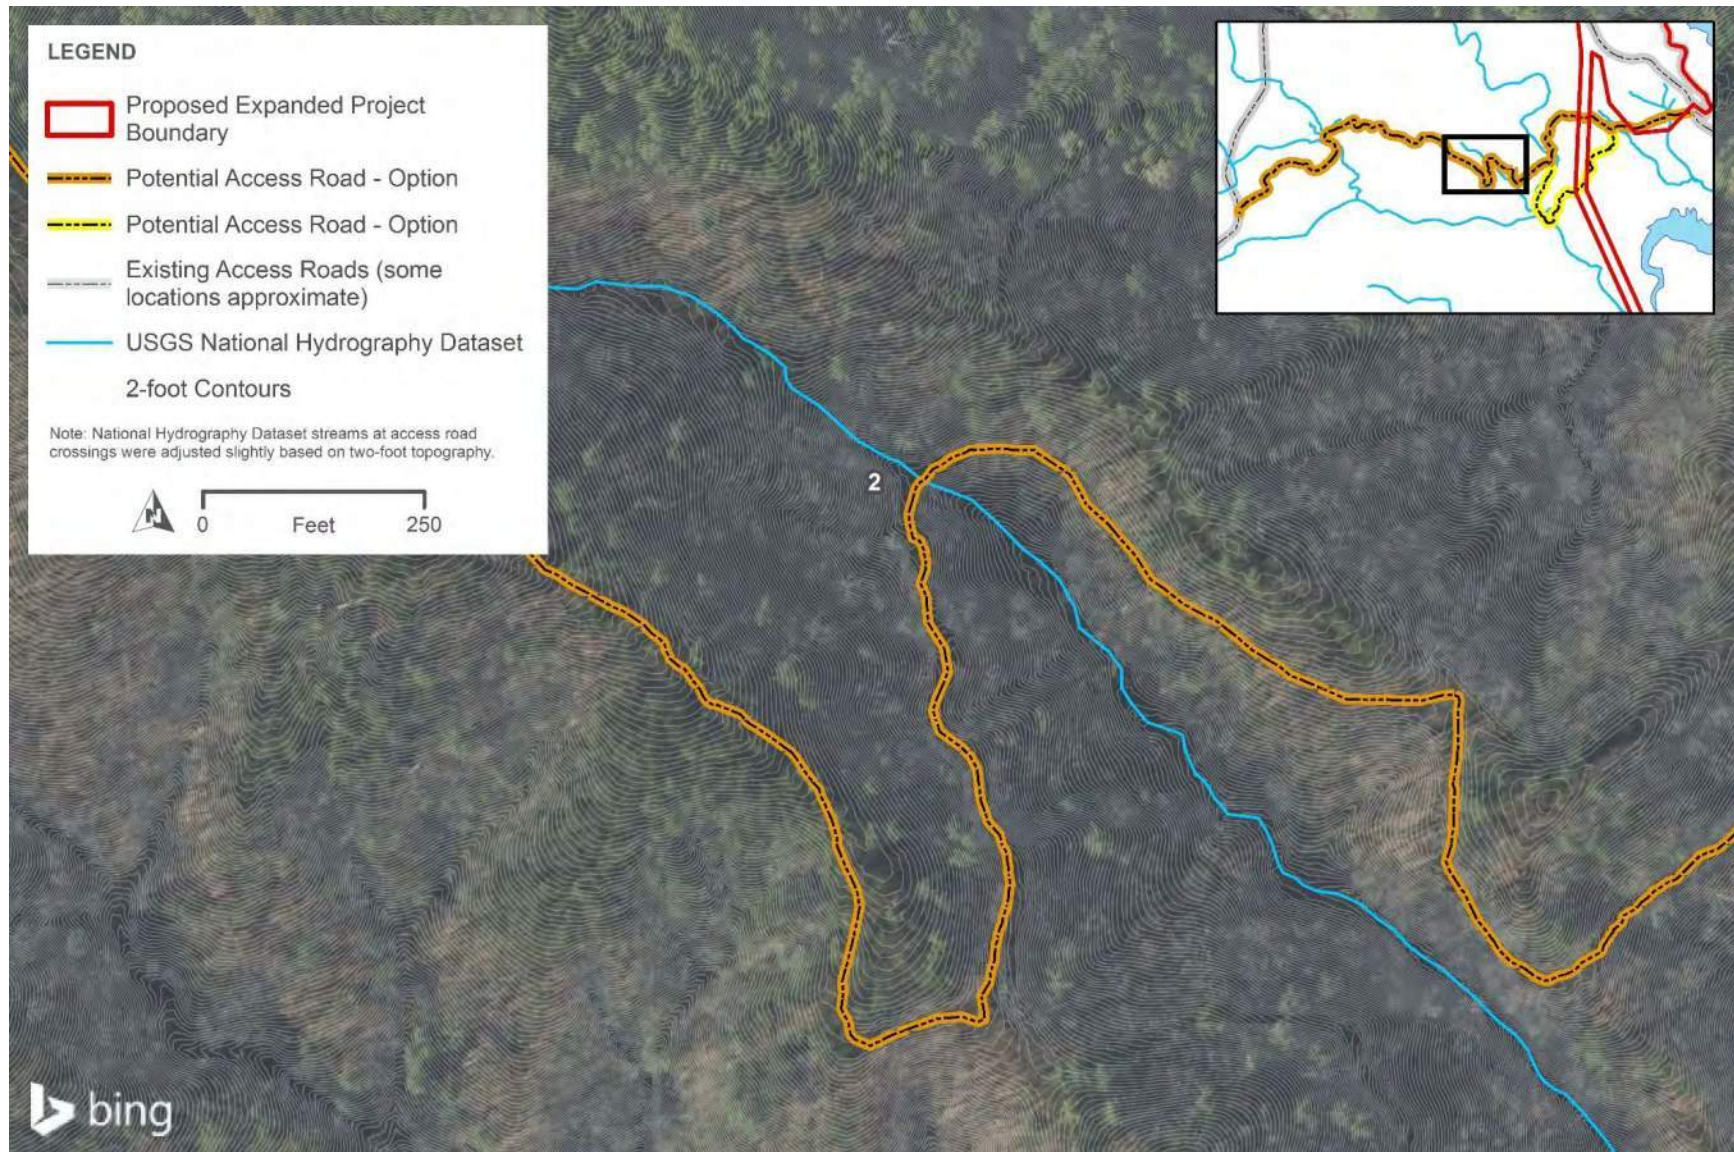 LEGEND
Proposed Expanded Project
Boundary
Potential Access Road - Option
Potential Access Road - Option
Existing Access Roads (some
locations approximate)
USGS National Hydrography Dataset
2-foot Contours
Note: National Hydrography Dataset streams at access road
crossings were adjusted slightly based on two-foot topography.
N
0 Feet 250
2
bing